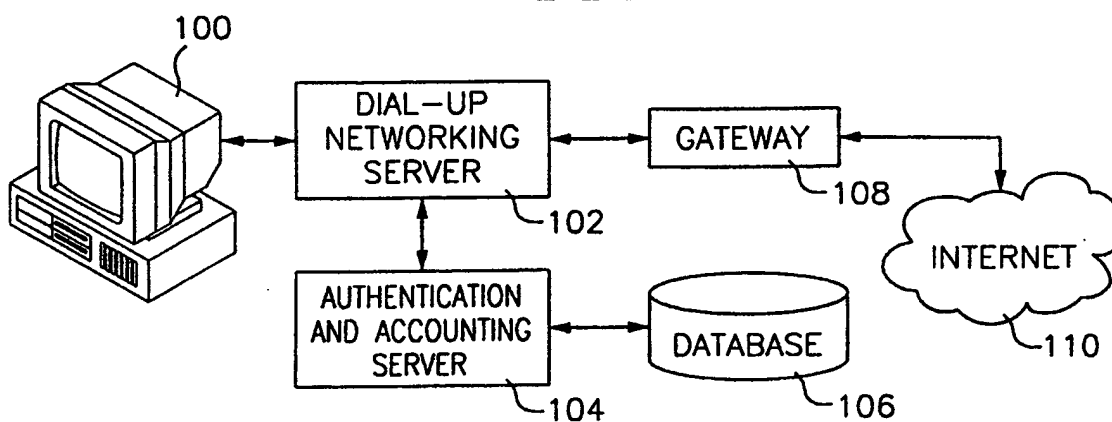 100
DIAL-UP
NETWORKING
SERVER
102
GATEWAY
108
INTERNET
110
AUTHENTICATION
AND ACCOUNTING
SERVER
104
DATABASE
106